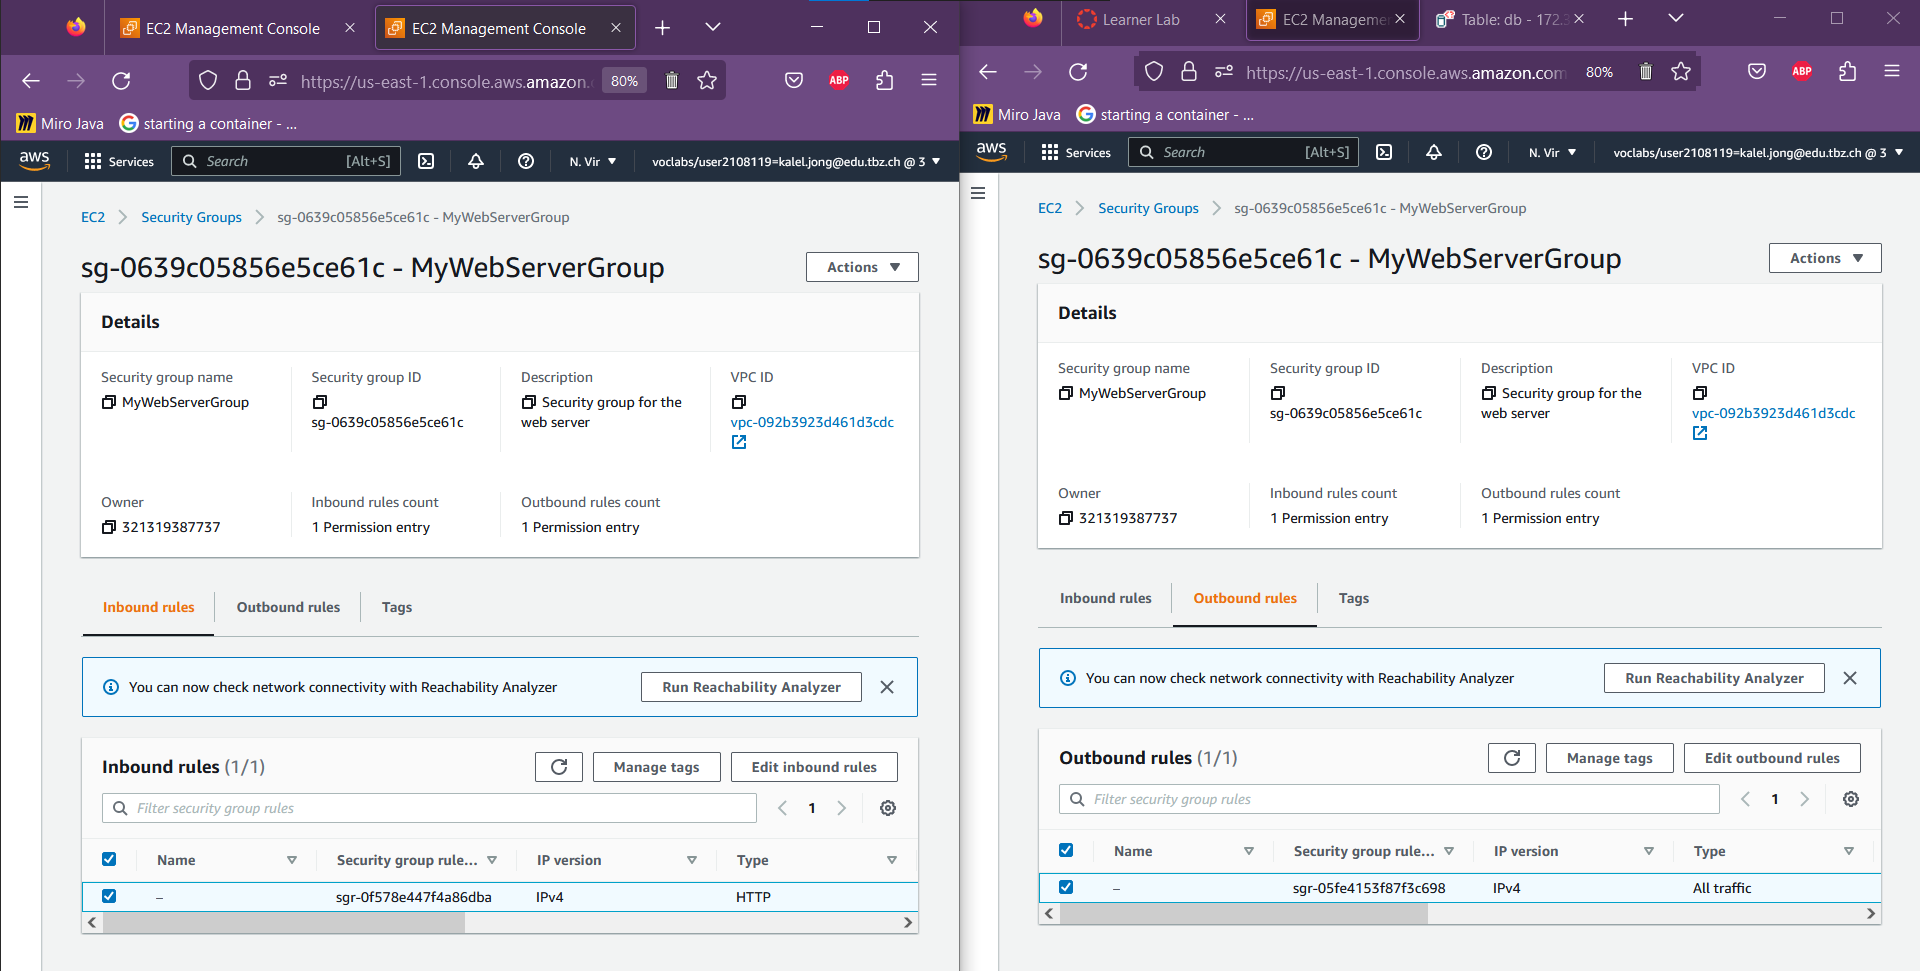 EC2 Management Console
EC2 Management Console
https://us-east-1.console.aws.amazon.
80%
ABP
Miro Java
starting a container - ...
aws
Services
Search
[Alt+S]
N. Vir
voclabs/user2108119=kalel.jong@edu.tbz.ch @ 3
EC2
Security Groups
sg-0639c05856e5ce61c - MyWebServerGroup
sg-0639c05856e5ce61c - MyWebServerGroup
Actions
Details
Security group name
MyWebServerGroup
Security group ID
sg-0639c05856e5ce61c
Description
Security group for the
web server
VPC ID
vpc-092b3923d461d3cdc
Owner
321319387737
Inbound rules count
1 Permission entry
Outbound rules count
1 Permission entry
Inbound rules
Outbound rules
Tags
You can now check network connectivity with Reachability Analyzer
Run Reachability Analyzer
Inbound rules (1/1)
Manage tags
Edit inbound rules
Filter security group rules
1
Name
Security group rule...
IP version
Type
–
sgr-0f578e447f4a86dba
IPv4
HTTP
Learner Lab
EC2 Manageme
Table: db - 172.3
https://us-east-1.console.aws.amazon.com
80%
ABP
Miro Java
starting a container - ...
aws
Services
Search
[Alt+S]
N. Vir
voclabs/user2108119=kalel.jong@edu.tbz.ch @ 3
EC2
Security Groups
sg-0639c05856e5ce61c - MyWebServerGroup
sg-0639c05856e5ce61c - MyWebServerGroup
Actions
Details
Security group name
MyWebServerGroup
Security group ID
sg-0639c05856e5ce61c
Description
Security group for the
web server
VPC ID
vpc-092b3923d461d3cdc
Owner
321319387737
Inbound rules count
1 Permission entry
Outbound rules count
1 Permission entry
Inbound rules
Outbound rules
Tags
You can now check network connectivity with Reachability Analyzer
Run Reachability Analyzer
Outbound rules (1/1)
Manage tags
Edit outbound rules
Filter security group rules
1
Name
Security group rule...
IP version
Type
–
sgr-05fe4153f87f3c698
IPv4
All traffic